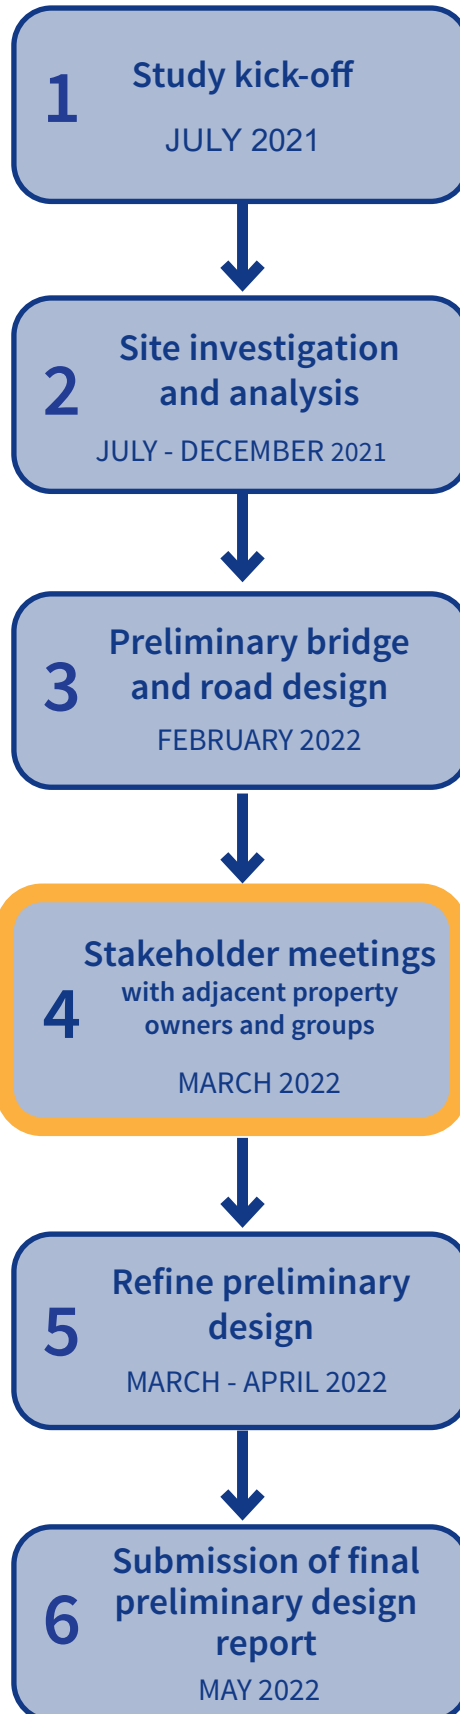 1
Study kick-off
JULY 2021
2
Site investigation
and analysis
JULY - DECEMBER 2021
3
Preliminary bridge
and road design
FEBRUARY 2022
4
Stakeholder meetings
with adjacent property
owners and groups
MARCH 2022
5
Refine preliminary
design
MARCH - APRIL 2022
6
Submission of final
preliminary design
report
MAY 2022